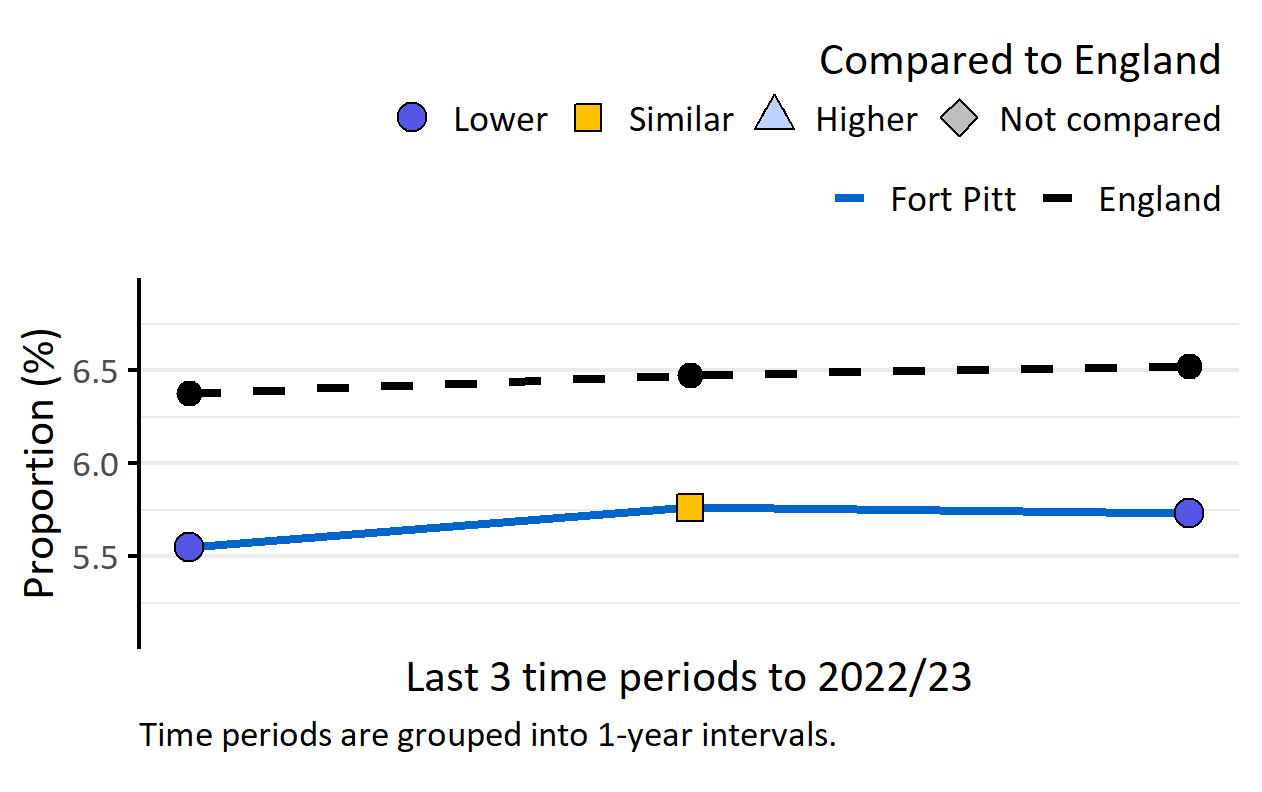 Compared to England
Lower Similar Higher Not compared
Fort Pitt England
Proportion (%)
6.5
6.0
5.5
Last 3 time periods to 2022/23
Time periods are grouped into 1-year intervals.